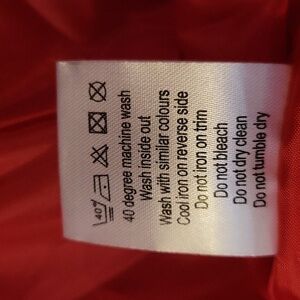 40°
40 degree machine wash
Wash inside out
Wash with similar colours
Cool iron on reverse side
Do not iron on trim
Do not bleach
Do not dry clean
Do not tumble dry